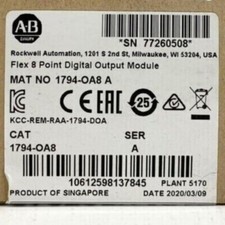 A-B
*SN 77260508*
Rockwell Automation, 1201 S 2nd St, Milwaukee, WI 53204, USA
Flex 8 Point Digital Output Module
MAT NO 1794-OA8 A
EAC
25
KCC-REM-RAA-1794-DOA
CAT
SER
1794-OA8
A
10612598137845
PLANT 5170
PRODUCT OF SINGAPORE
DATE 2020/03/09